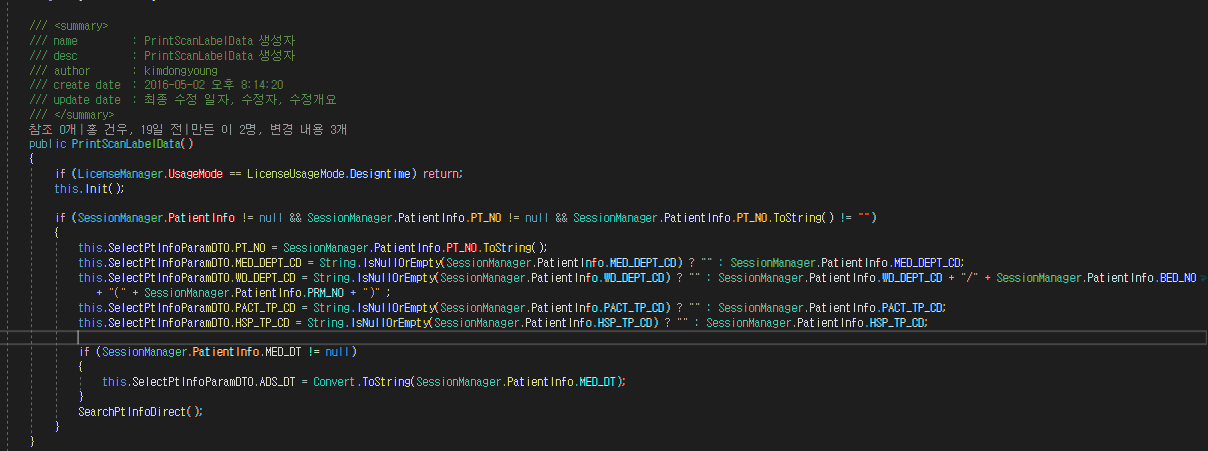 /// <summary>
/// name        : PrintScanLabelData 생성자
/// desc        : PrintScanLabelData 생성자
/// author      : kimdongyoung
/// create date : 2016-05-02 오후 8:14:20
/// update date : 최종 수정 일자, 수정자, 수정개요
/// </summary>
참조 0개|홍 건우, 19일 전|만든 이 2명, 변경 내용 3개
public PrintScanLabelData()
{
if (LicenseManager.UsageMode == LicenseUsageMode.Designtime) return;
this.Init();
if (SessionManager.PatientInfo != null && SessionManager.PatientInfo.PT_NO != null && SessionManager.PatientInfo.PT_NO.ToString() != "")
{
this.SelectPtInfoParamDTO.PT_NO = SessionManager.PatientInfo.PT_NO.ToString();
this.SelectPtInfoParamDTO.MED_DEPT_CD = String.IsNullOrEmpty(SessionManager.PatientInfo.MED_DEPT_CD) ? "" : SessionManager.PatientInfo.MED_DEPT_CD;
this.SelectPtInfoParamDTO.WD_DEPT_CD = String.IsNullOrEmpty(SessionManager.PatientInfo.WD_DEPT_CD) ? "" : SessionManager.PatientInfo.WD_DEPT_CD + "/" + SessionManager.PatientInfo.BED_NO
+ "(" + SessionManager.PatientInfo.PRM_NO + ")" ;
this.SelectPtInfoParamDTO.PACT_TP_CD = String.IsNullOrEmpty(SessionManager.PatientInfo.PACT_TP_CD) ? "" : SessionManager.PatientInfo.PACT_TP_CD;
this.SelectPtInfoParamDTO.HSP_TP_CD = String.IsNullOrEmpty(SessionManager.PatientInfo.HSP_TP_CD) ? "" : SessionManager.PatientInfo.HSP_TP_CD;
if (SessionManager.PatientInfo.MED_DT != null)
{
this.SelectPtInfoParamDTO.ADS_DT = Convert.ToString(SessionManager.PatientInfo.MED_DT);
}
SearchPtInfoDirect();
}
}